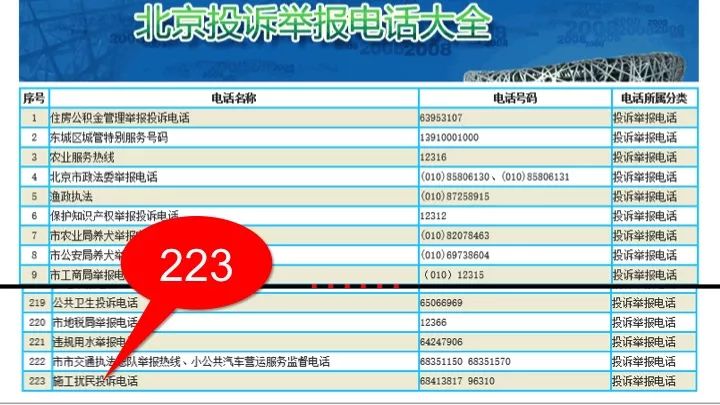 北京投诉举报电话大全
序号 电话名称 电话号码 电话所属分类
1 住房公积金管理举报投诉电话 63953107 投诉举报电话
2 东城区城管特别服务号码 13910001000 投诉举报电话
3 农业服务热线 12316 投诉举报电话
4 北京市政法委举报电话 (010)85806130、(010)85806131 投诉举报电话
5 渔政执法 (010)87258915 投诉举报电话
6 保护知识产权举报投诉电话 12312 投诉举报电话
7 市农业局养犬举报 (010)82078463 投诉举报电话
8 市公安局养犬 (010)69738604 投诉举报电话
9 市工商局举报电 （010）12315 投诉举报电话
223
219 公共卫生投诉电话 65066969 投诉举报电话
220 市地税局举报电话 12366 投诉举报电话
221 违规用水举报电 64247906 投诉举报电话
222 市市交通执法总队举报热线、小公共汽车营运服务监督电话 68351150 68351570 投诉举报电话
223 施工扰民投诉电话 68413817 96310 投诉举报电话